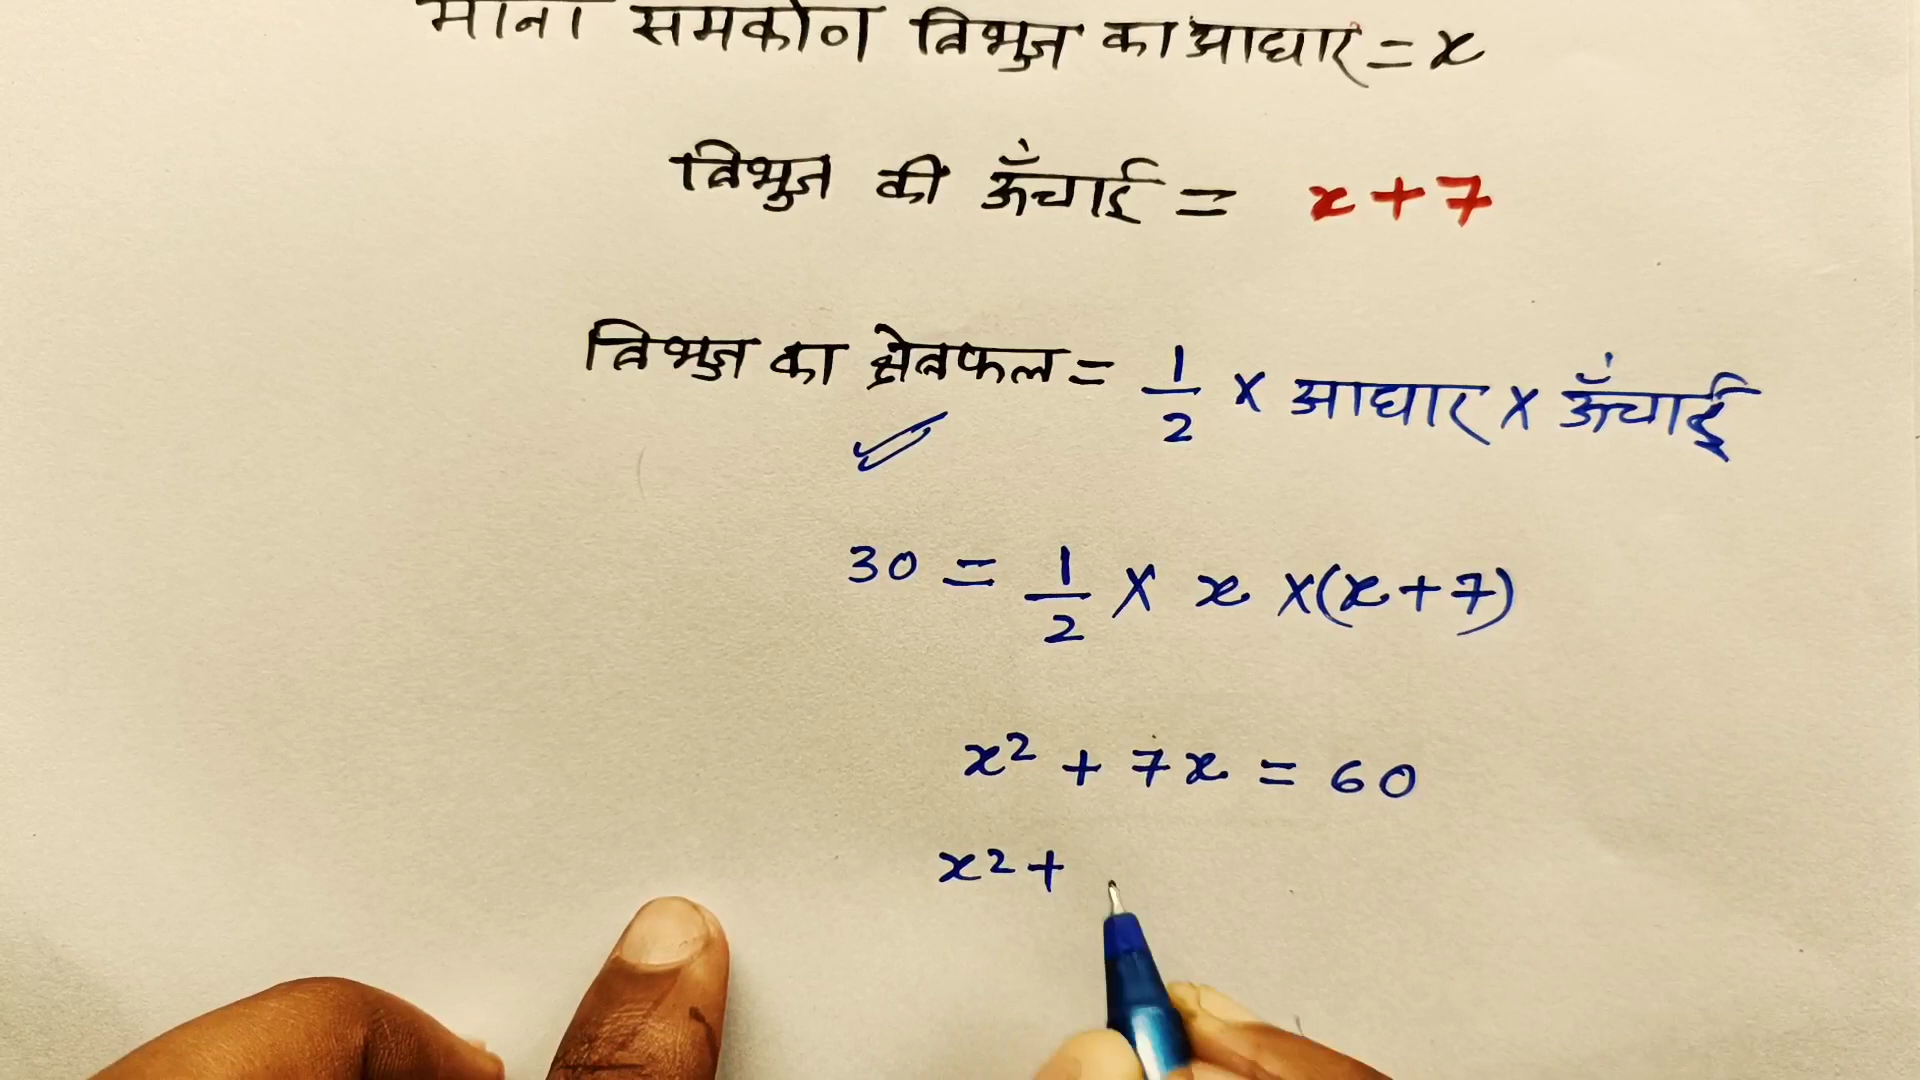 माना समकोण त्रिभुज का आधार = x
त्रिभुज की ऊँचाई = x+7
त्रिभुज का क्षेत्रफल = 1/2 × आधार × ऊँचाई
30 = 1/2 × x ×(x+7)
x² + 7x = 60
x² +